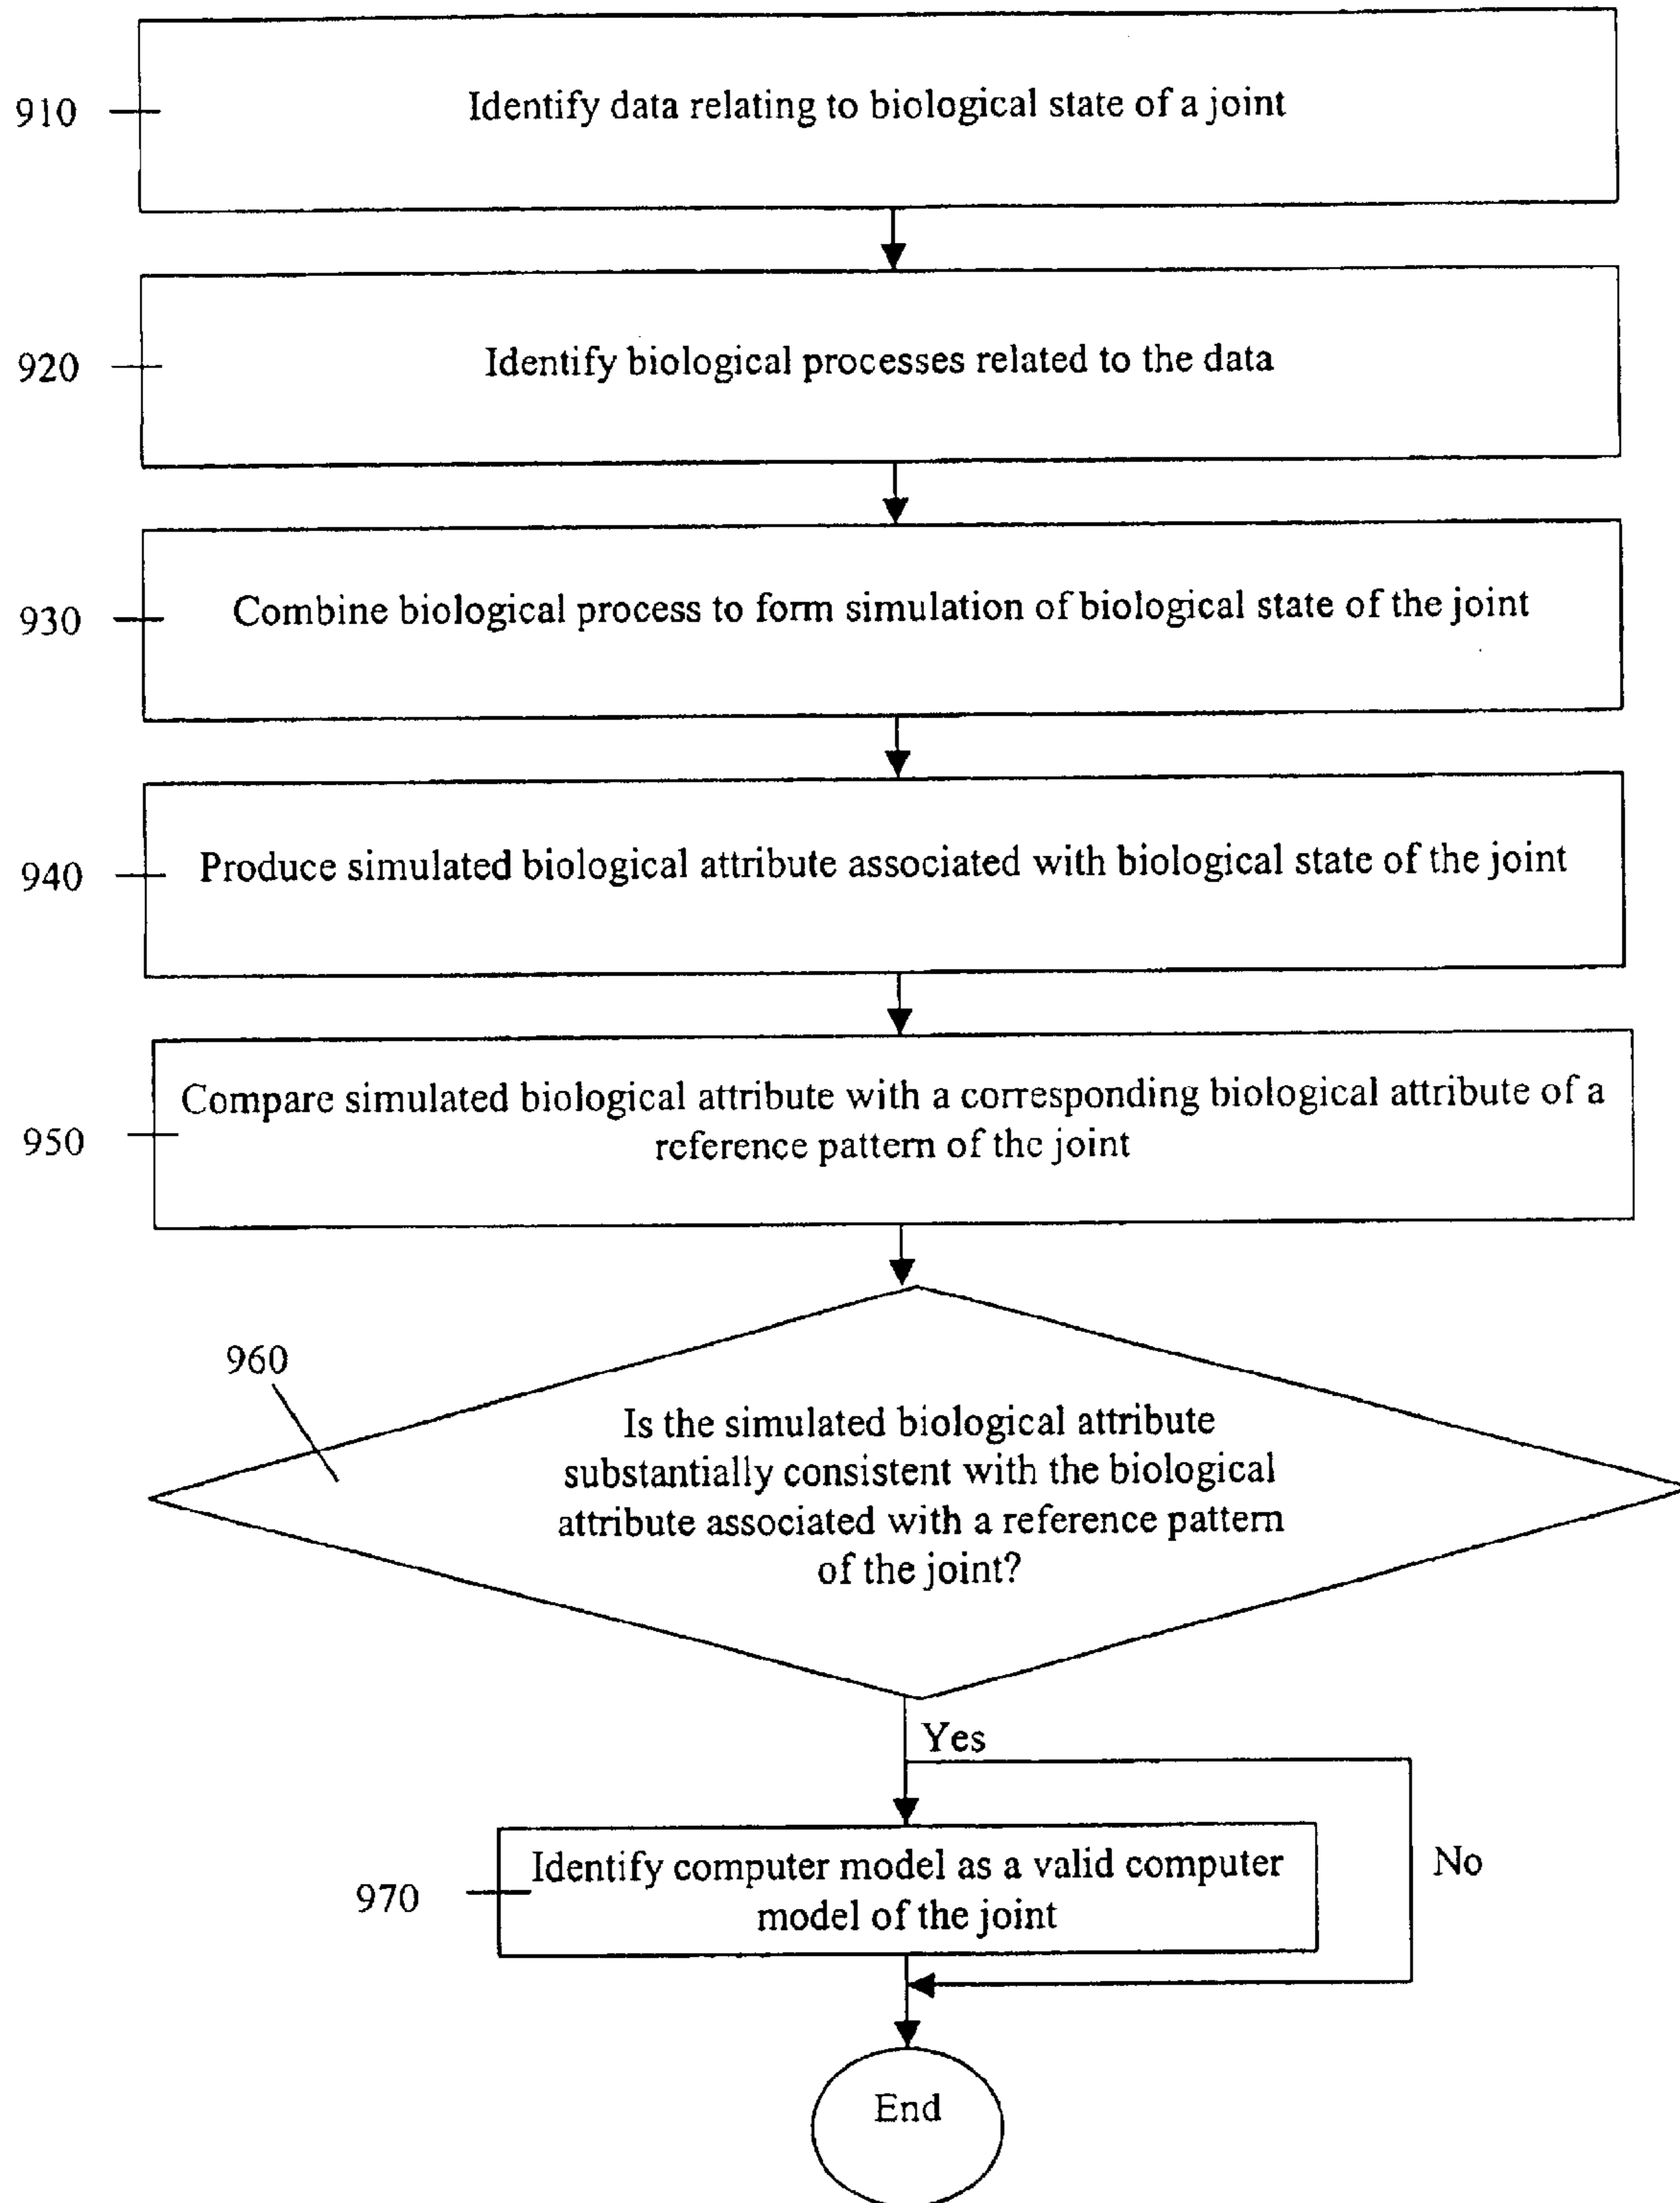 910
Identify data relating to biological state of a joint
920
Identify biological processes related to the data
930
Combine biological process to form simulation of biological state of the joint
940
Produce simulated biological attribute associated with biological state of the joint
950
Compare simulated biological attribute with a corresponding biological attribute of a
reference pattern of the joint
960
Is the simulated biological attribute
substantially consistent with the biological
attribute associated with a reference pattern
of the joint?
Yes
No
970
Identify computer model as a valid computer
model of the joint
End